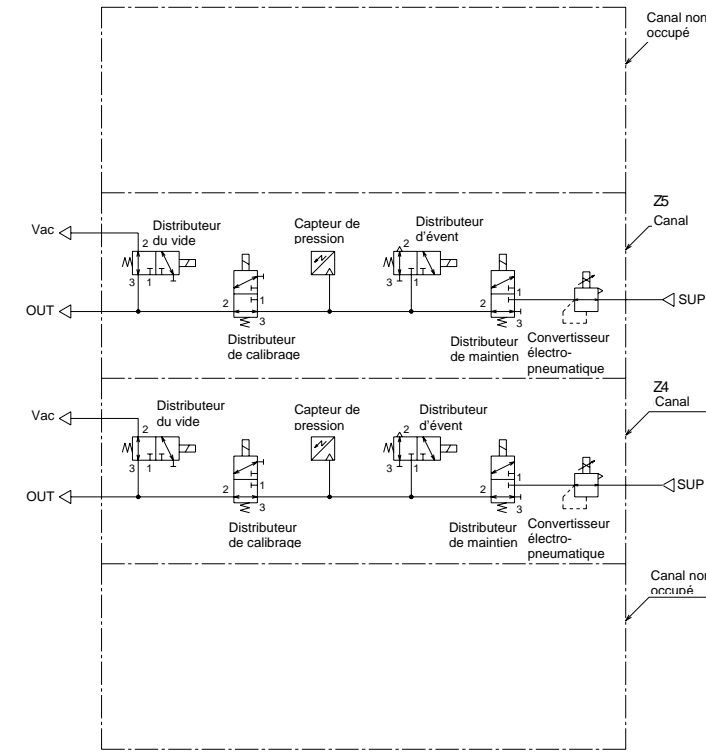 Canal non
occupé
Z5
Canal
Vac
2
Distributeur
du vide
3
1
Capteur de
pression
Distributeur
d'évent
2
3
1
OUT
2
1
3
Distributeur
de calibrage
2
1
3
Distributeur
de maintien
Convertisseur
électro-
pneumatique
SUP
Z4
Canal
Vac
2
Distributeur
du vide
3
1
Capteur de
pression
Distributeur
d'évent
2
3
1
OUT
2
1
3
Distributeur
de calibrage
2
1
3
Distributeur
de maintien
Convertisseur
électro-
pneumatique
SUP
Canal non
occupé